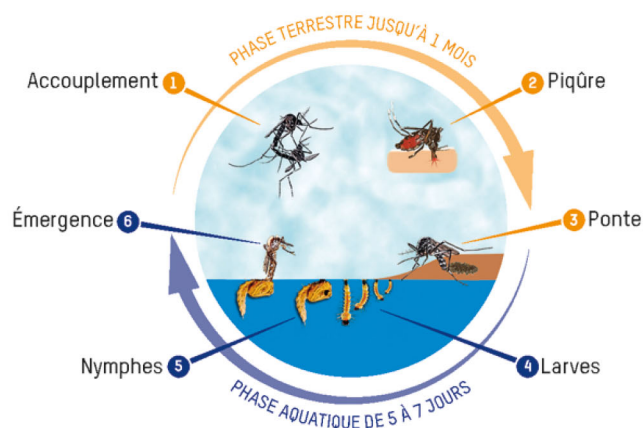 PHASE TERRESTRE JUSQU'À 1 MOIS
Accouplement 1
2 Piqûre
Émergence 6
3 Ponte
Nymphes 5
4 Larves
PHASE AQUATIQUE DE 5 À 7 JOURS